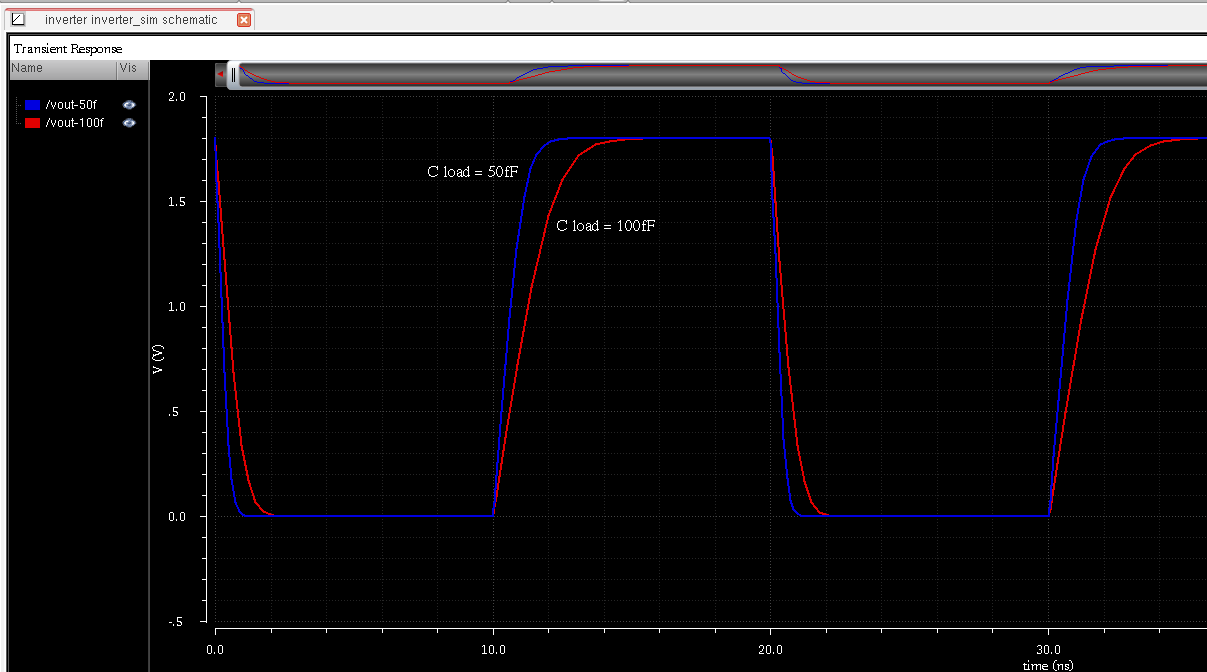 inverter inverter_sim schematic
Transient Response
Name Vis
/vout-50f
/vout-100f
2.0
C load = 50fF
1.5
C load = 100fF
1.0
V (V)
.5
0.0
-.5
0.0 10.0 20.0 30.0
time (ns)